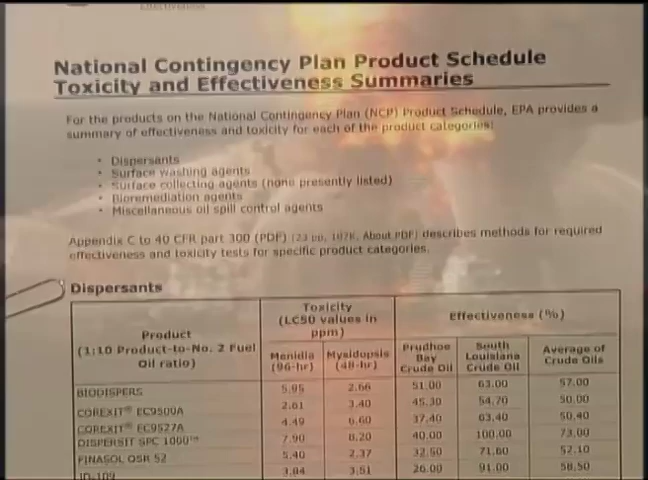 Effectiveness
National Contingency Plan Product Schedule
Toxicity and Effectiveness Summaries
For the products on the National Contingency Plan (NCP) Product Schedule, EPA provides a
summary of effectiveness and toxicity for each of the product categories:
• Dispersants
• Surface washing agents
• Surface collecting agents (none presently listed)
• Bioremediation agents
• Miscellaneous oil spill control agents
Appendix C to 40 CFR part 300 (PDF) (23 pp, 197K, About PDF) describes methods for required
effectiveness and toxicity tests for specific product categories.
Dispersants
Product
(1:10 Product-to-No. 2 Fuel
Oil ratio)
Toxicity
(LC50 values in
ppm)
Effectiveness (%)
Menidia
(96-hr)
Mysidopsis
(48-hr)
Prudhoe
Bay
Crude Oil
South
Louisiana
Crude Oil
Average of
Crude Oils
BIODISPERS 5.95 2.66 51.00 63.00 57.00
COREXIT® EC9500A 2.61 3.40 45.30 54.70 50.00
COREXIT® EC9527A 4.49 6.60 37.40 63.40 50.40
DISPERSIT SPC 1000™ 7.90 8.20 40.00 100.00 73.00
FINASOL OSR 52 5.40 2.37 32.50 71.60 52.10
JD-109 3.84 3.51 26.00 91.00 58.50